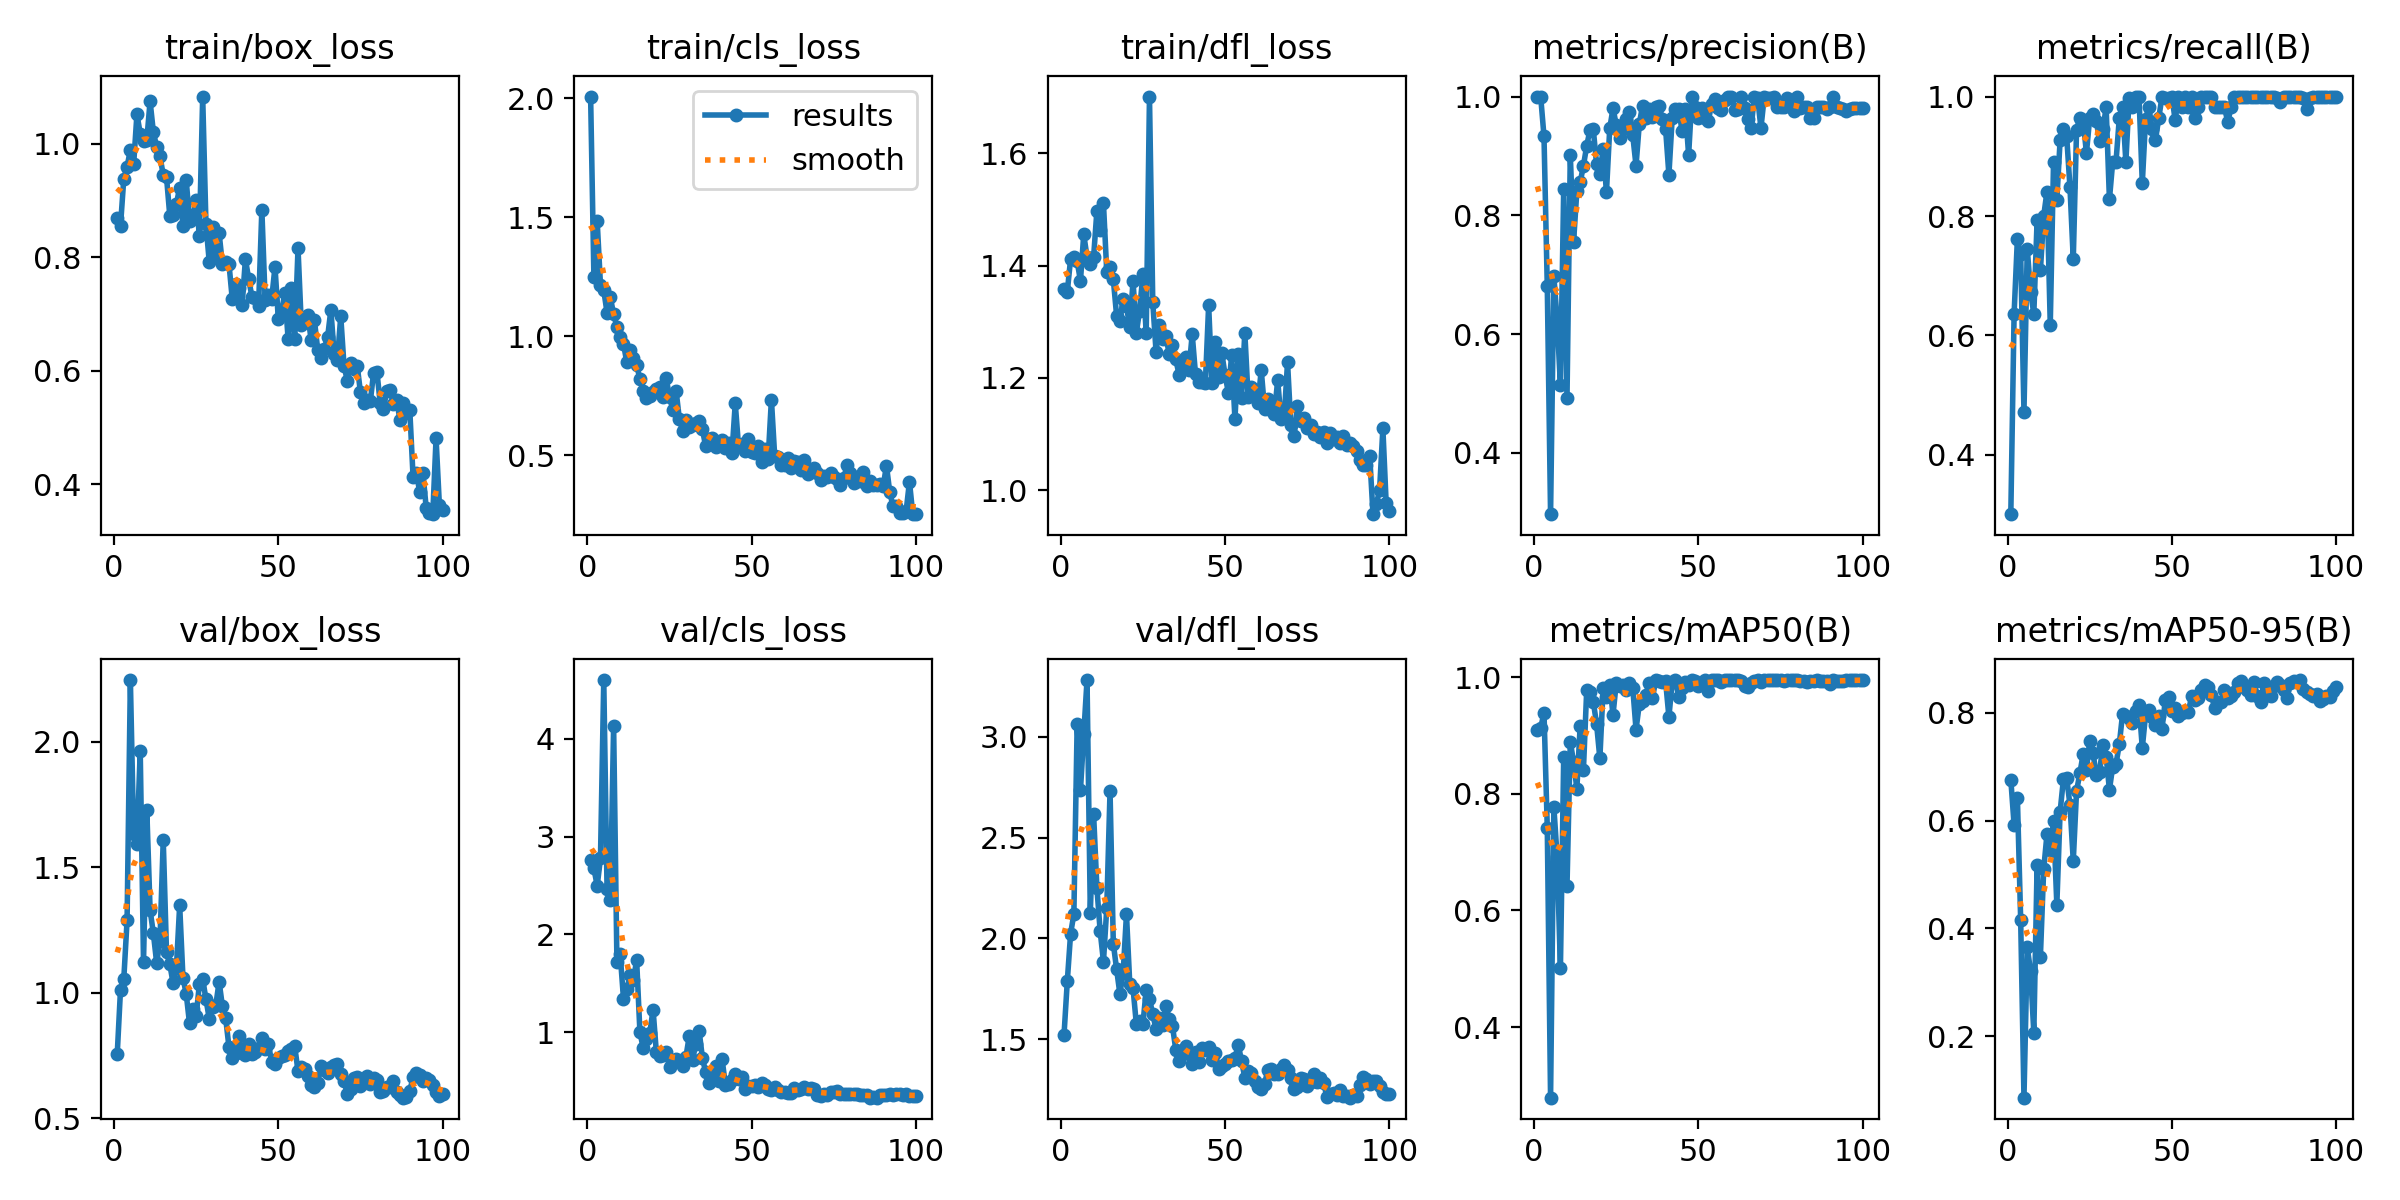 train/box_loss
1.0
0.8
0.6
0.4
0 50 100
train/cls_loss
results
smooth
2.0
1.5
1.0
0.5
0 50 100
train/dfl_loss
1.6
1.4
1.2
1.0
0 50 100
metrics/precision(B)
1.0
0.8
0.6
0.4
0 50 100
metrics/recall(B)
1.0
0.8
0.6
0.4
0 50 100
val/box_loss
2.0
1.5
1.0
0.5
0 50 100
val/cls_loss
4
3
2
1
0 50 100
val/dfl_loss
3.0
2.5
2.0
1.5
0 50 100
metrics/mAP50(B)
1.0
0.8
0.6
0.4
0 50 100
metrics/mAP50-95(B)
0.8
0.6
0.4
0.2
0 50 100